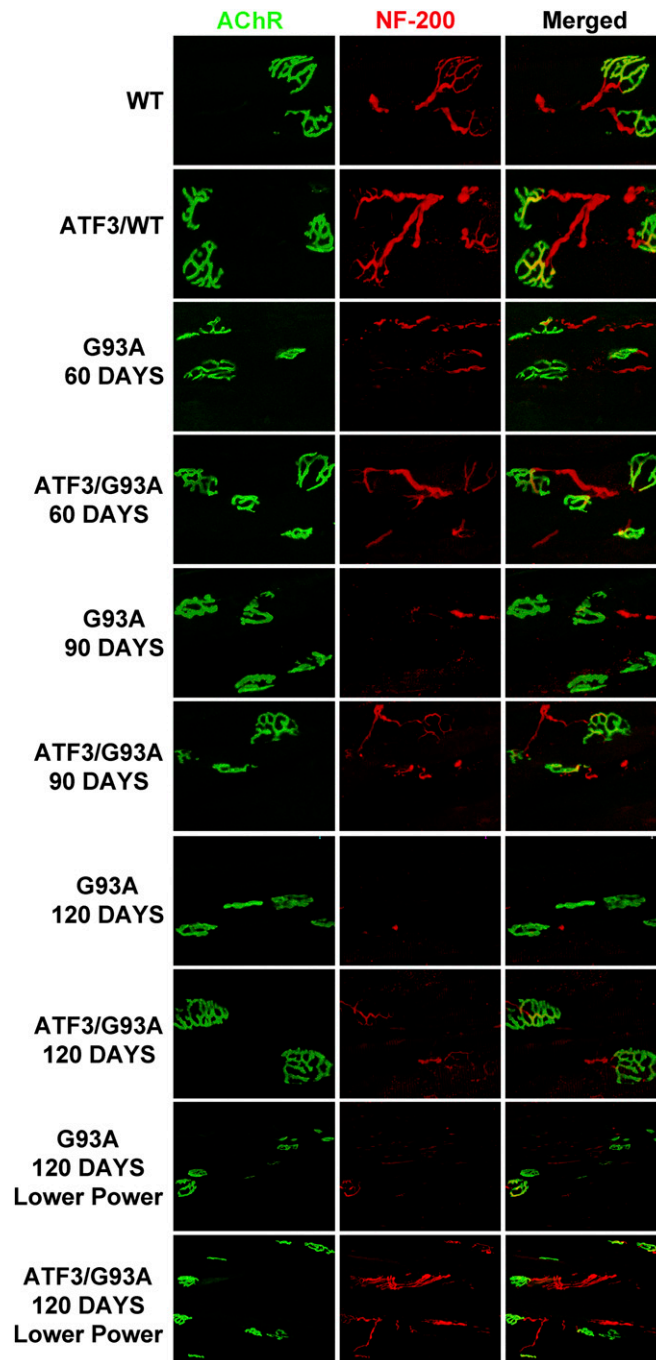 AChR NF-200 Merged
WT
ATF3/WT
G93A
60 DAYS
ATF3/G93A
60 DAYS
G93A
90 DAYS
ATF3/G93A
90 DAYS
G93A
120 DAYS
ATF3/G93A
120 DAYS
G93A
120 DAYS
Lower Power
ATF3/G93A
120 DAYS
Lower Power